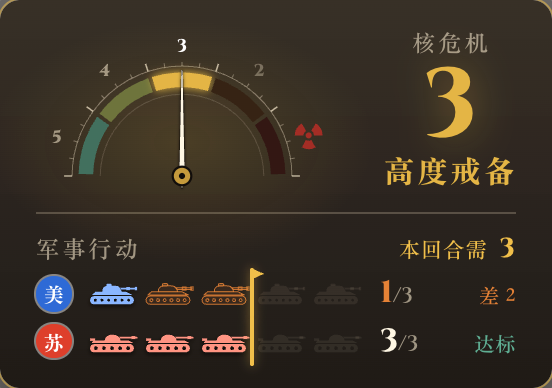 核危机
3
高度戒备
5
4
3
2
军事行动
本回合需 3
美 1/3 差 2
苏 3/3 达标